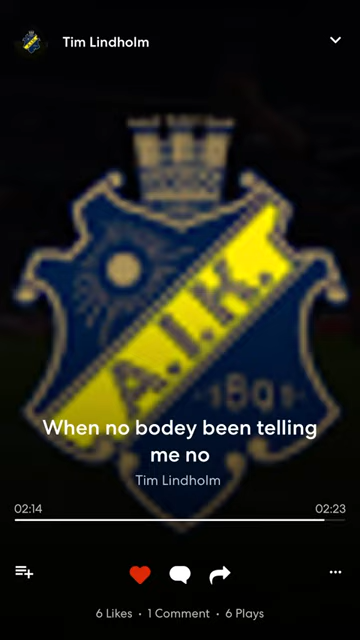 Tim Lindholm
A.I.K.
1891
When no bodey been telling
me no
Tim Lindholm
02:14
02:23
6 Likes · 1 Comment · 6 Plays